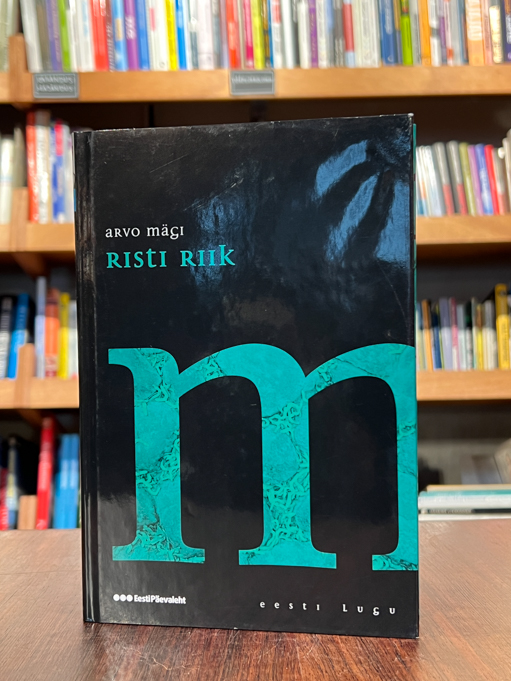 arvo mägi
risti riik
m
Eesti Päevaleht
eesti lugu